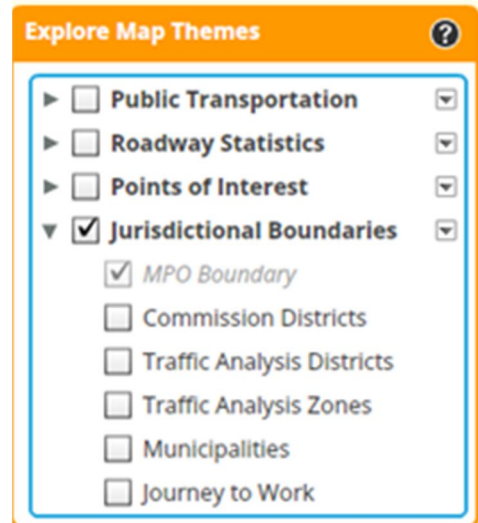 Explore Map Themes ?
Public Transportation
Roadway Statistics
Points of Interest
Jurisdictional Boundaries
MPO Boundary
Commission Districts
Traffic Analysis Districts
Traffic Analysis Zones
Municipalities
Journey to Work